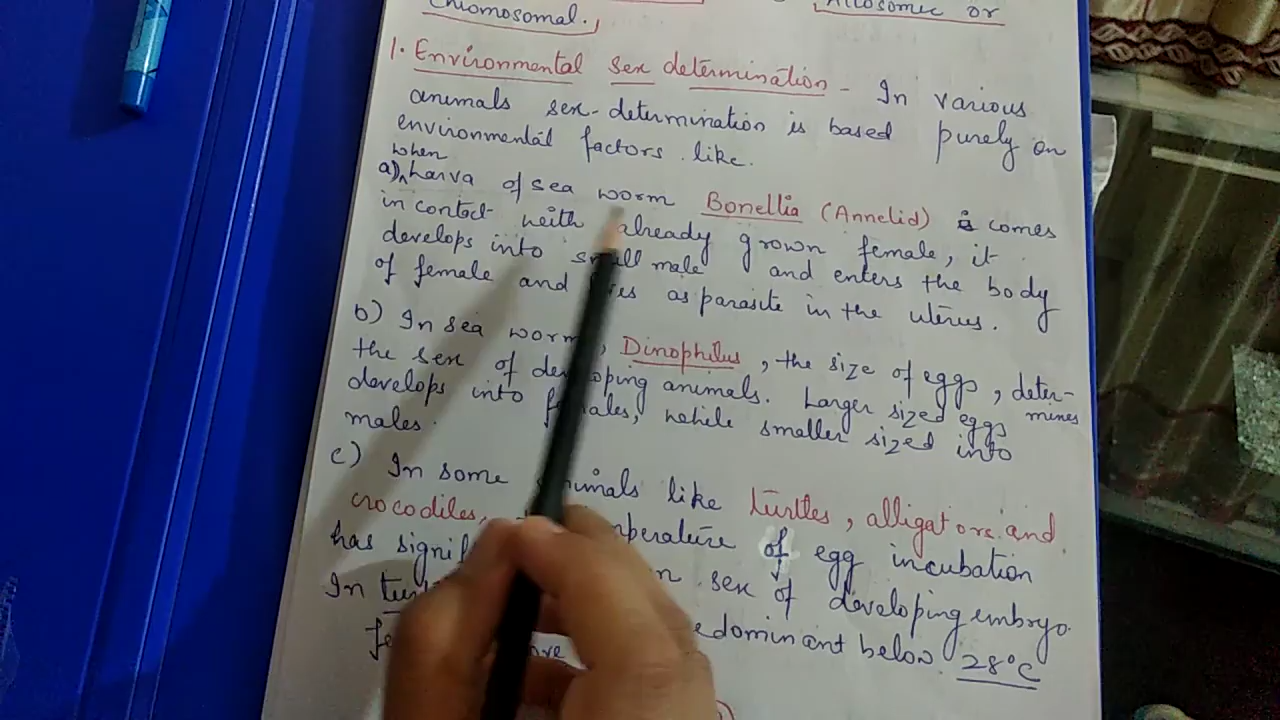 Allosomic or
Chromosomal.
1. Environmental sex determination - In various
animals sex-determination is based purely on
environmental factors like.
when
a) Larva of sea worm Bonellia (Annelid) is comes
in contact with already grown female, it
develops into small male and enters the body
of female and as parasite in the uterus.
b) In sea worm, Dinophilus, the size of eggs, deter-
mines
the sex of developing animals. Larger sized eggs
develops into females, while smaller sized into
males.
c) In some animals like turtles, alligators and
crocodiles, temperature of egg incubation
has sex of developing embryo.
In predominant below 28°C